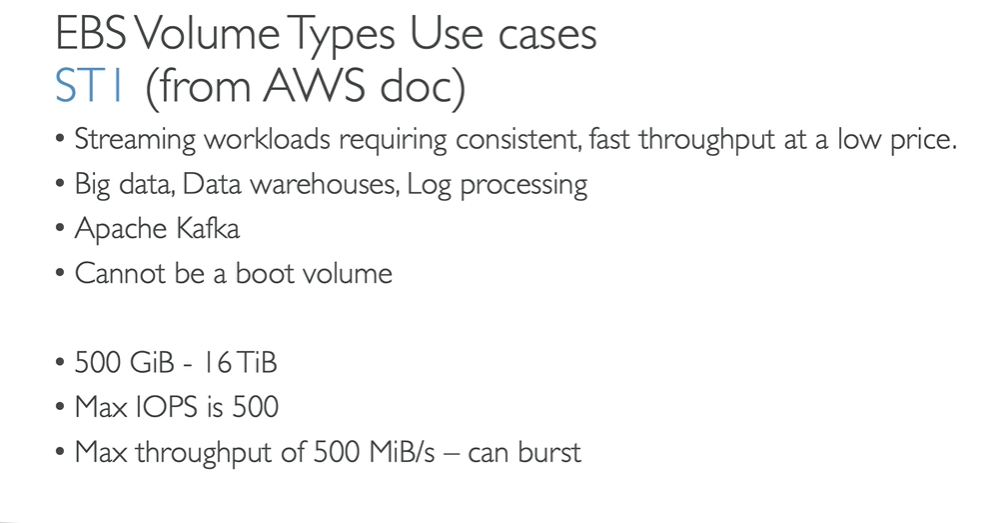 EBS Volume Types Use cases
ST1 (from AWS doc)
• Streaming workloads requiring consistent, fast throughput at a low price.
• Big data, Data warehouses, Log processing
• Apache Kafka
• Cannot be a boot volume
• 500 GiB - 16 TiB
• Max IOPS is 500
• Max throughput of 500 MiB/s – can burst